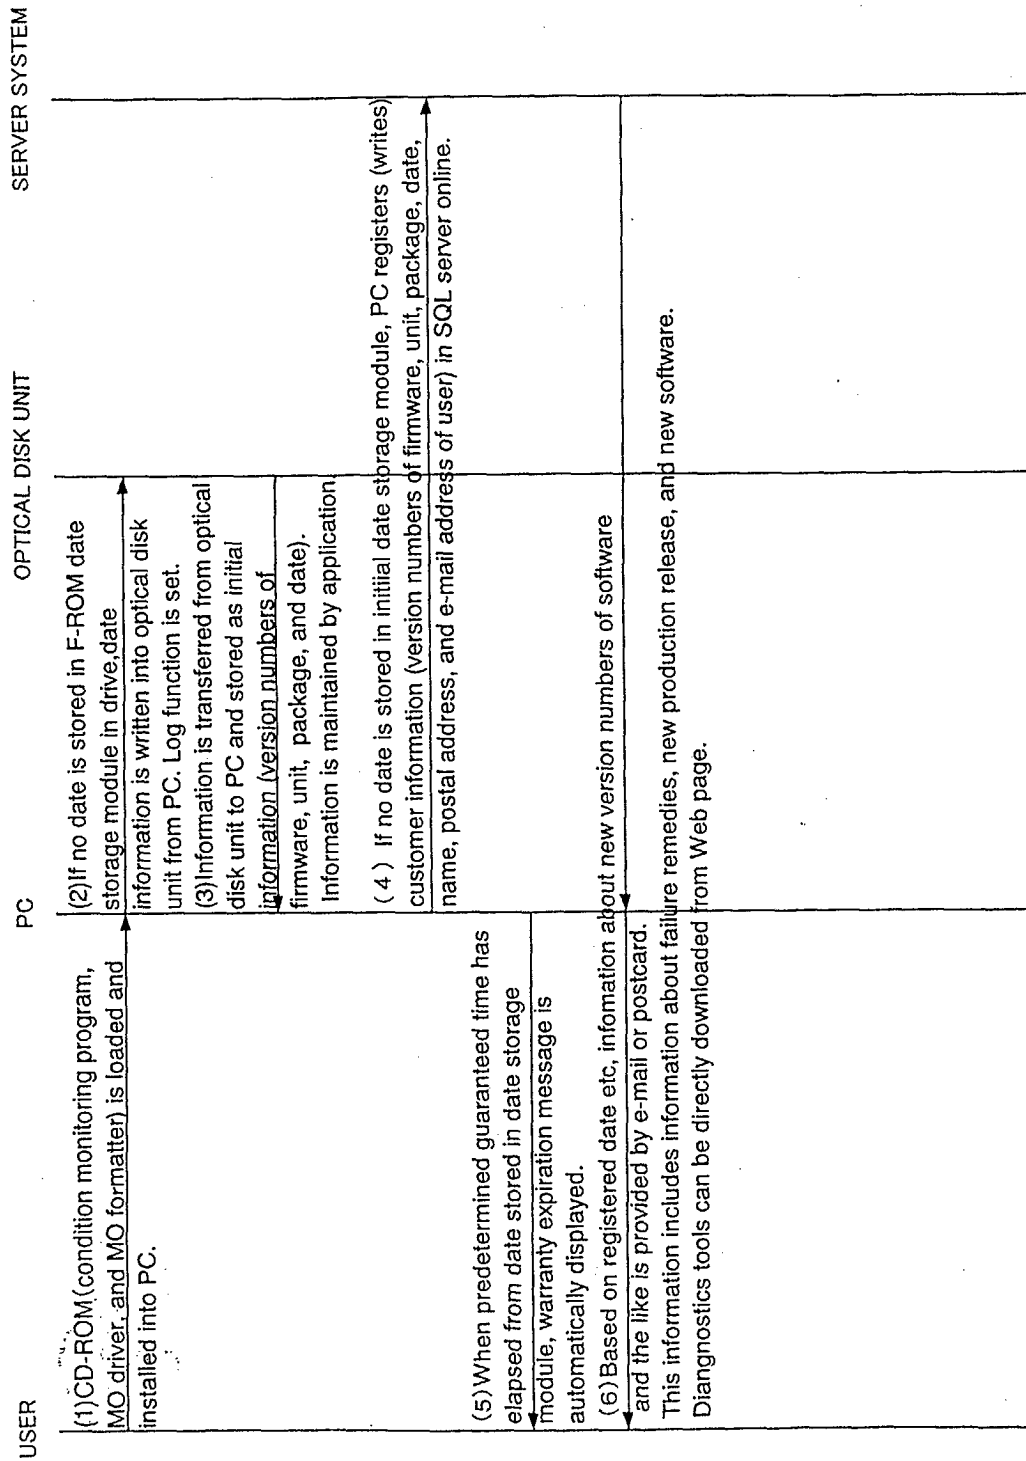 USER
PC
OPTICAL DISK UNIT
SERVER SYSTEM
(1)CD-ROM(condition monitoring program,
MO driver, and MO formatter) is loaded and
installed into PC.
(2)If no date is stored in F-ROM date
storage module in drive,date
information is written into optical disk
unit from PC. Log function is set.
(3)Information is transferred from optical
disk unit to PC and stored as initial
information (version numbers of
firmware, unit, package, and date).
Information is maintained by application
(4) If no date is stored in initiial date storage module, PC registers (writes)
customer information (version numbers of firmware, unit, package, date,
name, postal address, and e-mail address of user) in SQL server online.
(5)When predetermined guaranteed time has
elapsed from date stored in date storage
module, warranty expiration message is
automatically displayed.
(6)Based on registered date etc, infomation about new version numbers of software
and the like is provided by e-mail or postcard.
This information includes information about failure remedies, new production release, and new software.
Diangnostics tools can be directly downloaded from Web page.